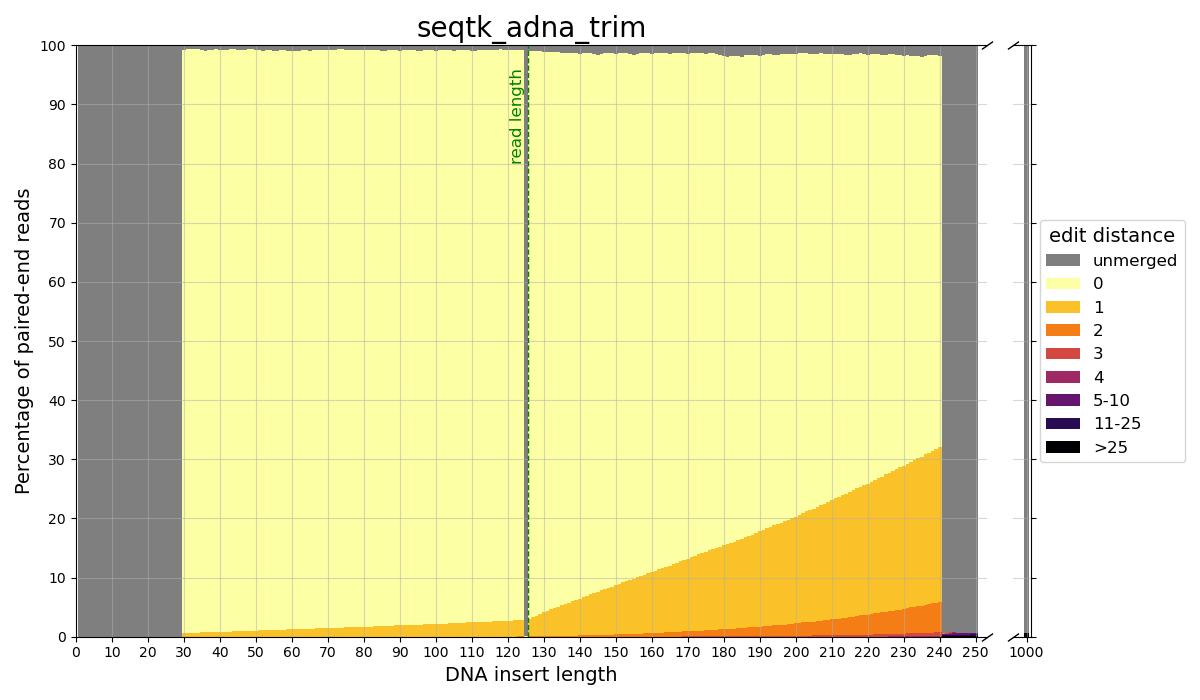 seqtk_adna_trim
Percentage of paired-end reads
100
90
80
70
60
50
40
30
20
10
0
read length
0 10 20 30 40 50 60 70 80 90 100 110 120 130 140 150 160 170 180 190 200 210 220 230 240 250 1000
DNA insert length
edit distance
unmerged
0
1
2
3
4
5-10
11-25
>25